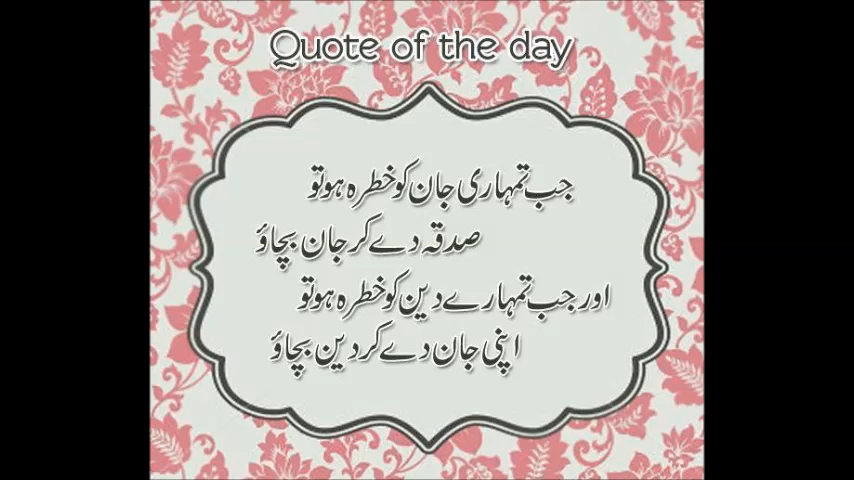 Quote of the day
جب تمہاری جان کو خطرہ ہو تو
صدقہ دے کر جان بچاؤ
اور جب تمہارے دین کو خطرہ ہو تو
اپنی جان دے کر دین بچاؤ